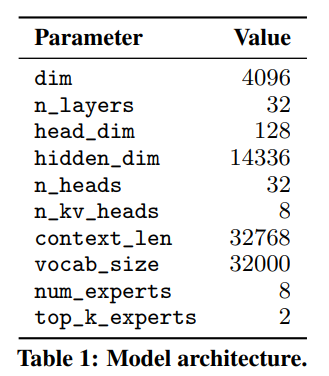 Parameter Value
dim 4096
n_layers 32
head_dim 128
hidden_dim 14336
n_heads 32
n_kv_heads 8
context_len 32768
vocab_size 32000
num_experts 8
top_k_experts 2
Table 1: Model architecture.